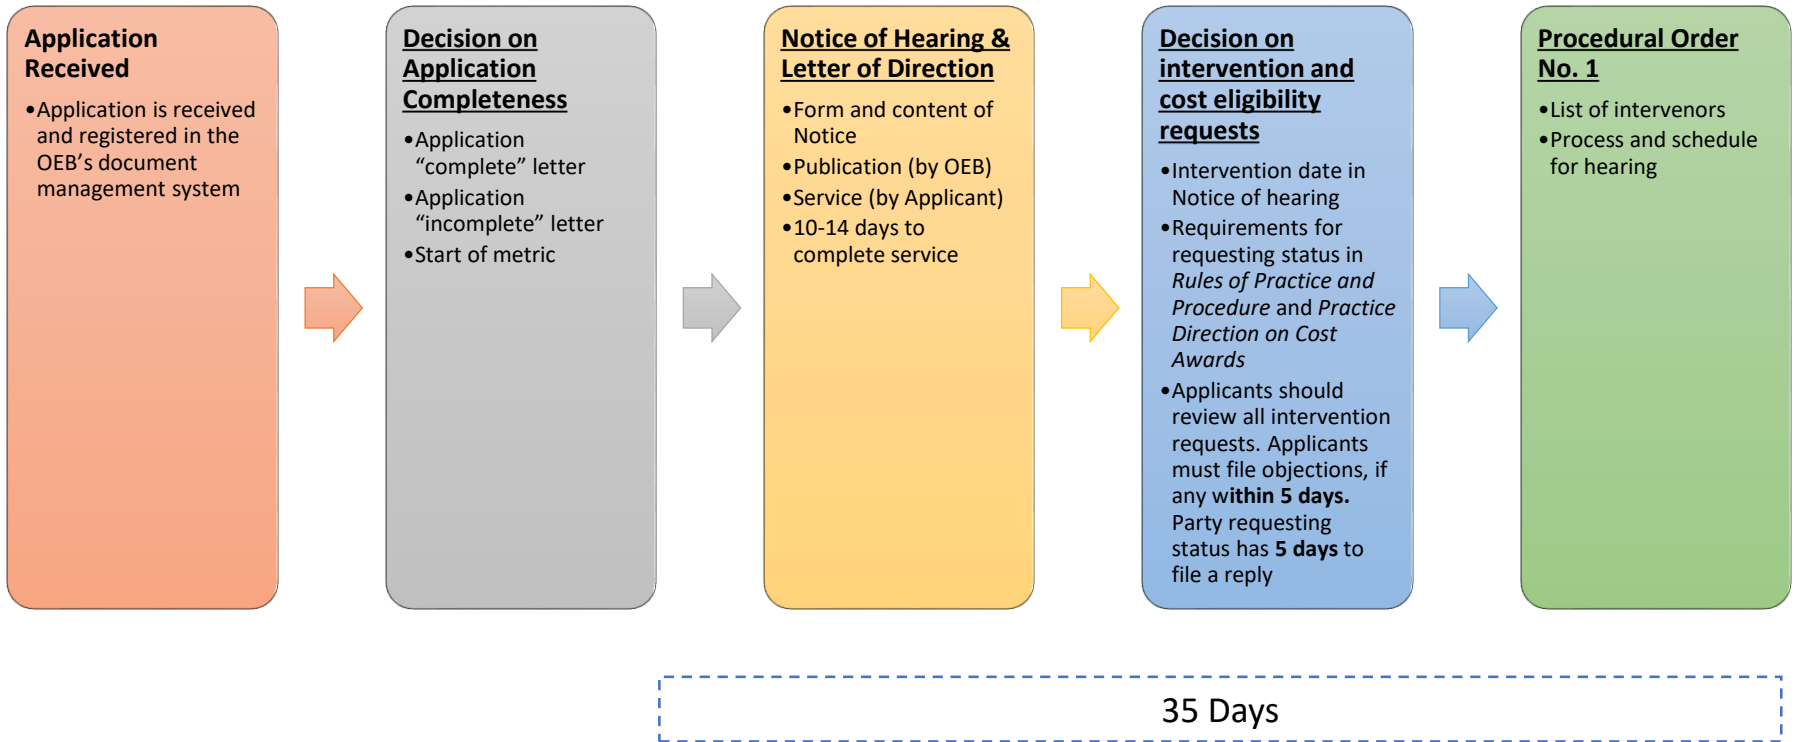 Application
Received
•Application is received
and registered in the
OEB’s document
management system
Decision on
Application
Completeness
•Application
“complete” letter
•Application
“incomplete” letter
•Start of metric
Notice of Hearing &
Letter of Direction
•Form and content of
Notice
•Publication (by OEB)
•Service (by Applicant)
•10-14 days to
complete service
Decision on
intervention and
cost eligibility
requests
•Intervention date in
Notice of hearing
•Requirements for
requesting status in
Rules of Practice and
Procedure and Practice
Direction on Cost
Awards
•Applicants should
review all intervention
requests. Applicants
must file objections, if
any within 5 days.
Party requesting
status has 5 days to
file a reply
Procedural Order
No. 1
•List of intervenors
•Process and schedule
for hearing
35 Days